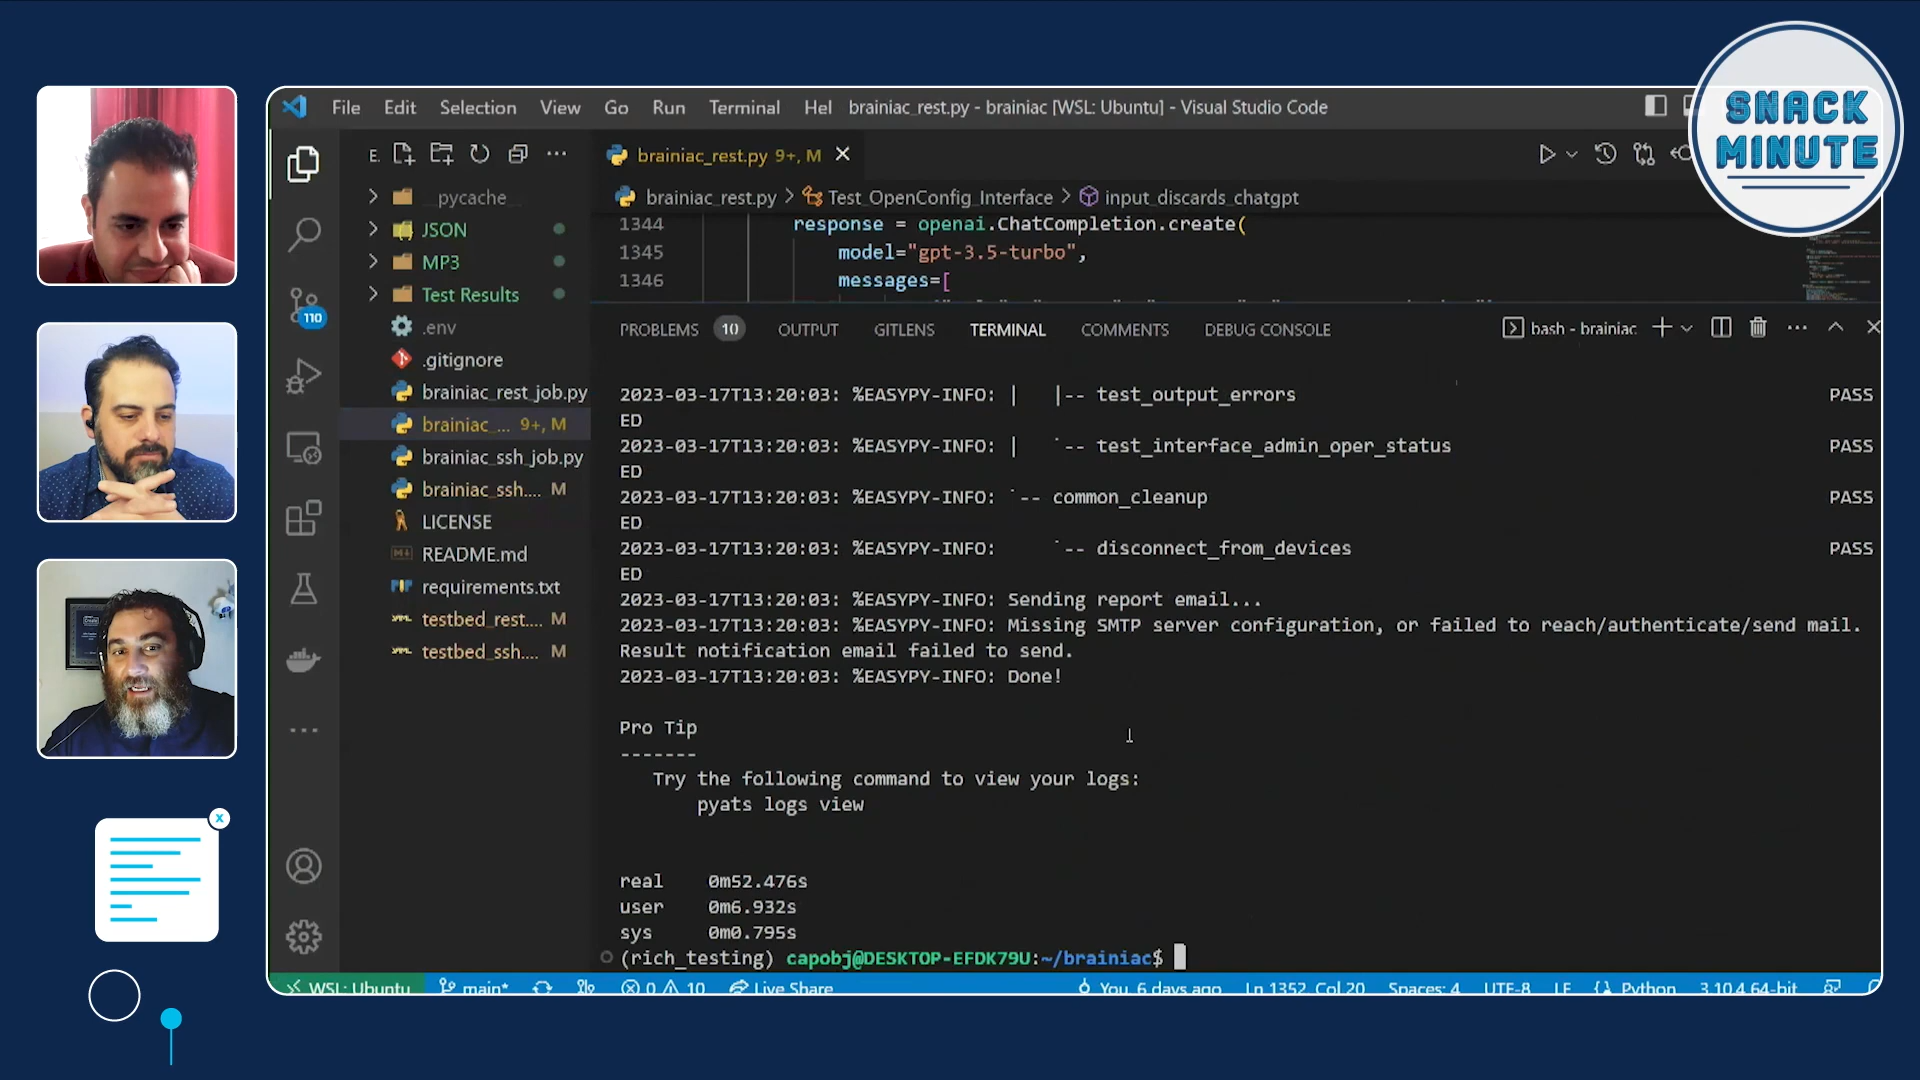 SNACK
MINUTE
File Edit Selection View Go Run Terminal Hel brainiac_rest.py - brainiac [WSL: Ubuntu] - Visual Studio Code
E.
brainiac_rest.py 9+, M
__pycache__
brainiac_rest.py > Test_OpenConfig_Interface > input_discards_chatgpt
JSON
1344 response = openai.ChatCompletion.create(
1345 model="gpt-3.5-turbo",
1346 messages=[
MP3
Test Results
110
.env
.gitignore
brainiac_rest_job.py
brainiac_... 9+, M
brainiac_ssh_job.py
brainiac_ssh.... M
LICENSE
README.md
requirements.txt
testbed_rest.... M
testbed_ssh.... M
PROBLEMS 10 OUTPUT GITLENS TERMINAL COMMENTS DEBUG CONSOLE bash - brainiac
2023-03-17T13:20:03: %EASYPY-INFO: | |-- test_output_errors PASS
ED
2023-03-17T13:20:03: %EASYPY-INFO: | `-- test_interface_admin_oper_status PASS
ED
2023-03-17T13:20:03: %EASYPY-INFO: `-- common_cleanup PASS
ED
2023-03-17T13:20:03: %EASYPY-INFO: `-- disconnect_from_devices PASS
ED
2023-03-17T13:20:03: %EASYPY-INFO: Sending report email...
2023-03-17T13:20:03: %EASYPY-INFO: Missing SMTP server configuration, or failed to reach/authenticate/send mail.
Result notification email failed to send.
2023-03-17T13:20:03: %EASYPY-INFO: Done!
Pro Tip
-------
Try the following command to view your logs:
pyats logs view
real 0m52.476s
user 0m6.932s
sys 0m0.795s
(rich_testing) capobj@DESKTOP-EFDK79U:~/brainiac$
WSL: Ubuntu main* 0 10 Live Share You, 6 days ago Ln 1352, Col 20 Spaces: 4 UTF-8 LF Python 3.10.4 64-bit
x